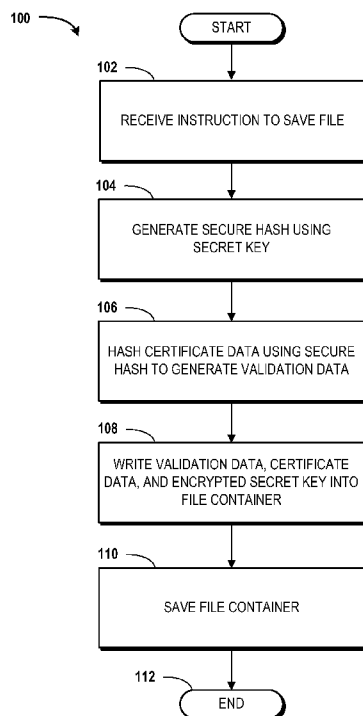 100
START
102
RECEIVE INSTRUCTION TO SAVE FILE
104
GENERATE SECURE HASH USING
SECRET KEY
106
HASH CERTIFICATE DATA USING SECURE
HASH TO GENERATE VALIDATION DATA
108
WRITE VALIDATION DATA, CERTIFICATE
DATA, AND ENCRYPTED SECRET KEY INTO
FILE CONTAINER
110
SAVE FILE CONTAINER
112
END